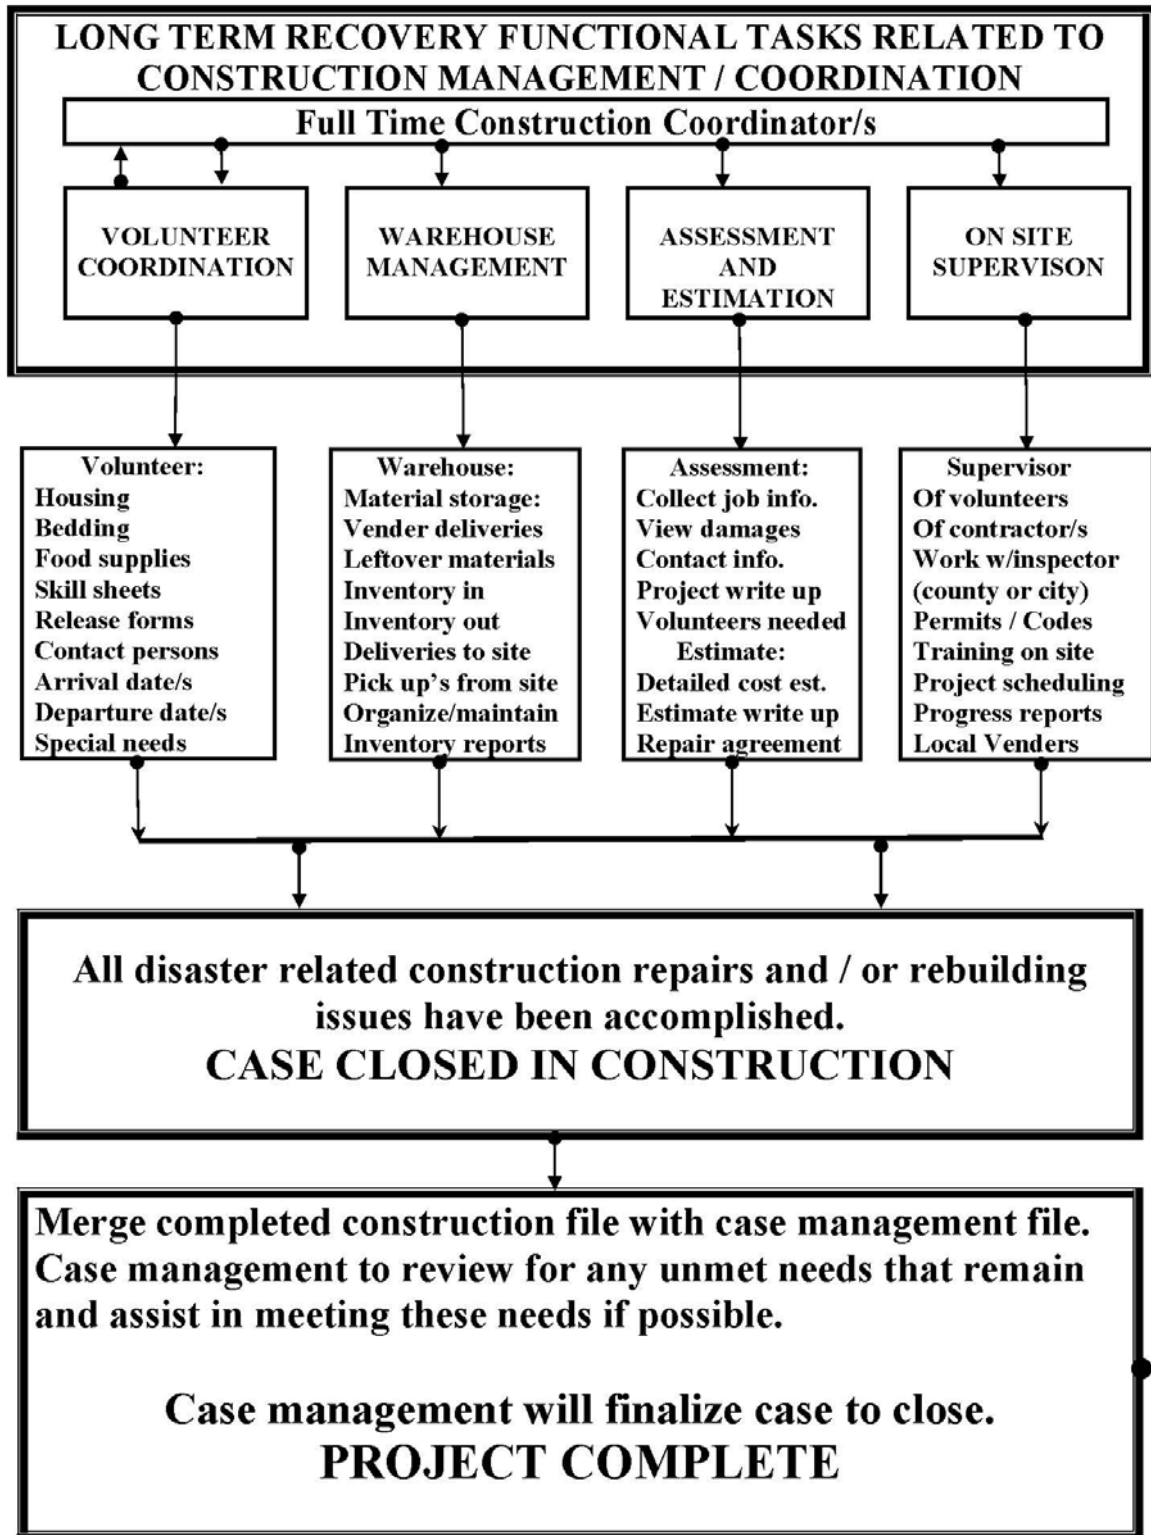 LONG TERM RECOVERY FUNCTIONAL TASKS RELATED TO
CONSTRUCTION MANAGEMENT / COORDINATION
Full Time Construction Coordinator/s
VOLUNTEER
COORDINATION
WAREHOUSE
MANAGEMENT
ASSESSMENT
AND
ESTIMATION
ON SITE
SUPERVISON
Volunteer:
Housing
Bedding
Food supplies
Skill sheets
Release forms
Contact persons
Arrival date/s
Departure date/s
Special needs
Warehouse:
Material storage:
Vender deliveries
Leftover materials
Inventory in
Inventory out
Deliveries to site
Pick up's from site
Organize/maintain
Inventory reports
Assessment:
Collect job info.
View damages
Contact info.
Project write up
Volunteers needed
Estimate:
Detailed cost est.
Estimate write up
Repair agreement
Supervisor
Of volunteers
Of contractor/s
Work w/inspector
(county or city)
Permits / Codes
Training on site
Project scheduling
Progress reports
Local Venders
All disaster related construction repairs and / or rebuilding
issues have been accomplished.
CASE CLOSED IN CONSTRUCTION
Merge completed construction file with case management file.
Case management to review for any unmet needs that remain
and assist in meeting these needs if possible.
Case management will finalize case to close.
PROJECT COMPLETE